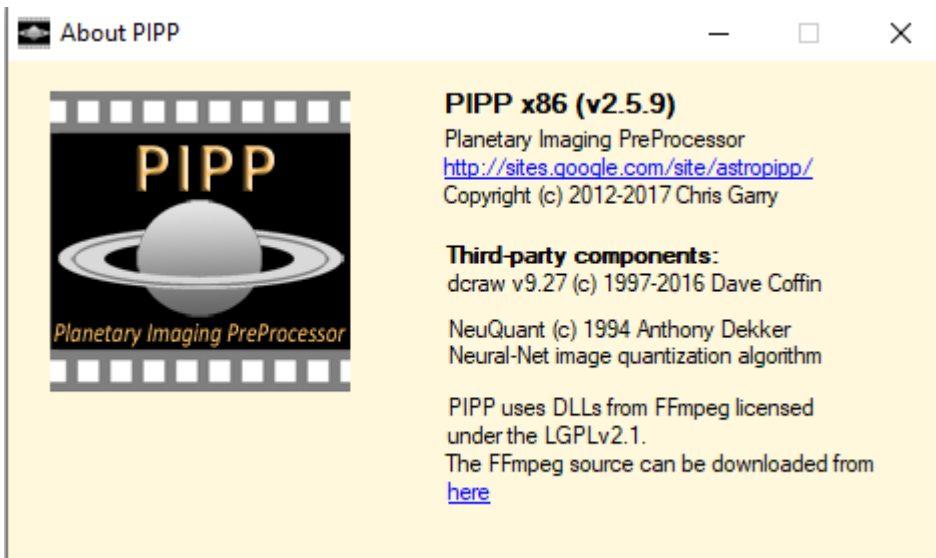 About PIPP
PIPP
Planetary Imaging PreProcessor
PIPP x86 (v2.5.9)
Planetary Imaging PreProcessor
http://sites.google.com/site/astropipp/
Copyright (c) 2012-2017 Chris Garry
Third-party components:
dcraw v9.27 (c) 1997-2016 Dave Coffin
NeuQuant (c) 1994 Anthony Dekker
Neural-Net image quantization algorithm
PIPP uses DLLs from FFmpeg licensed
under the LGPLv2.1.
The FFmpeg source can be downloaded from
here